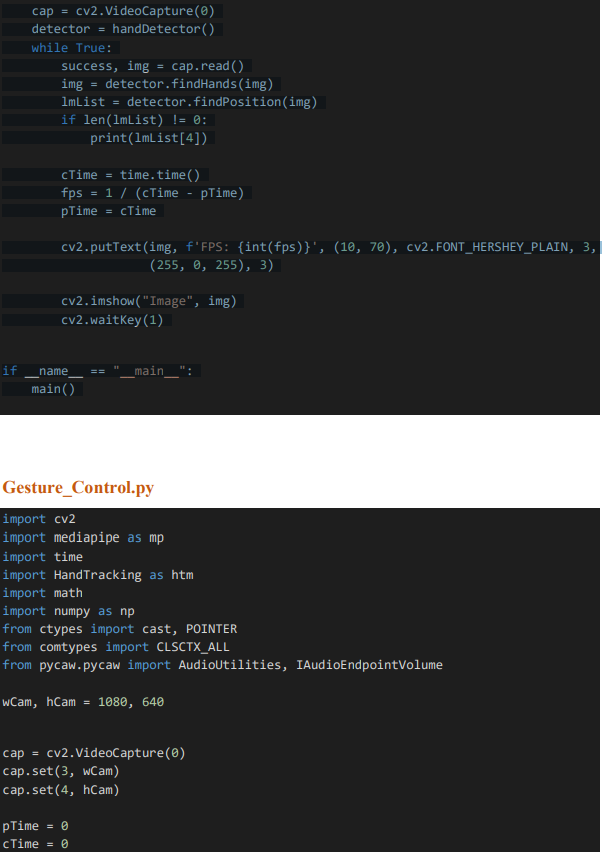 cap = cv2.VideoCapture(0)
detector = handDetector()
while True:
success, img = cap.read()
img = detector.findHands(img)
lmList = detector.findPosition(img)
if len(lmList) != 0:
print(lmList[4])
cTime = time.time()
fps = 1 / (cTime - pTime)
pTime = cTime
cv2.putText(img, f'FPS: {int(fps)}', (10, 70), cv2.FONT_HERSHEY_PLAIN, 3,
(255, 0, 255), 3)
cv2.imshow("Image", img)
cv2.waitKey(1)
if __name__ == "__main__":
main()
Gesture_Control.py
import cv2
import mediapipe as mp
import time
import HandTracking as htm
import math
import numpy as np
from ctypes import cast, POINTER
from comtypes import CLSCTX_ALL
from pycaw.pycaw import AudioUtilities, IAudioEndpointVolume
wCam, hCam = 1080, 640
cap = cv2.VideoCapture(0)
cap.set(3, wCam)
cap.set(4, hCam)
pTime = 0
cTime = 0